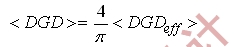 < DGD >= 4/π < DGD_eff >